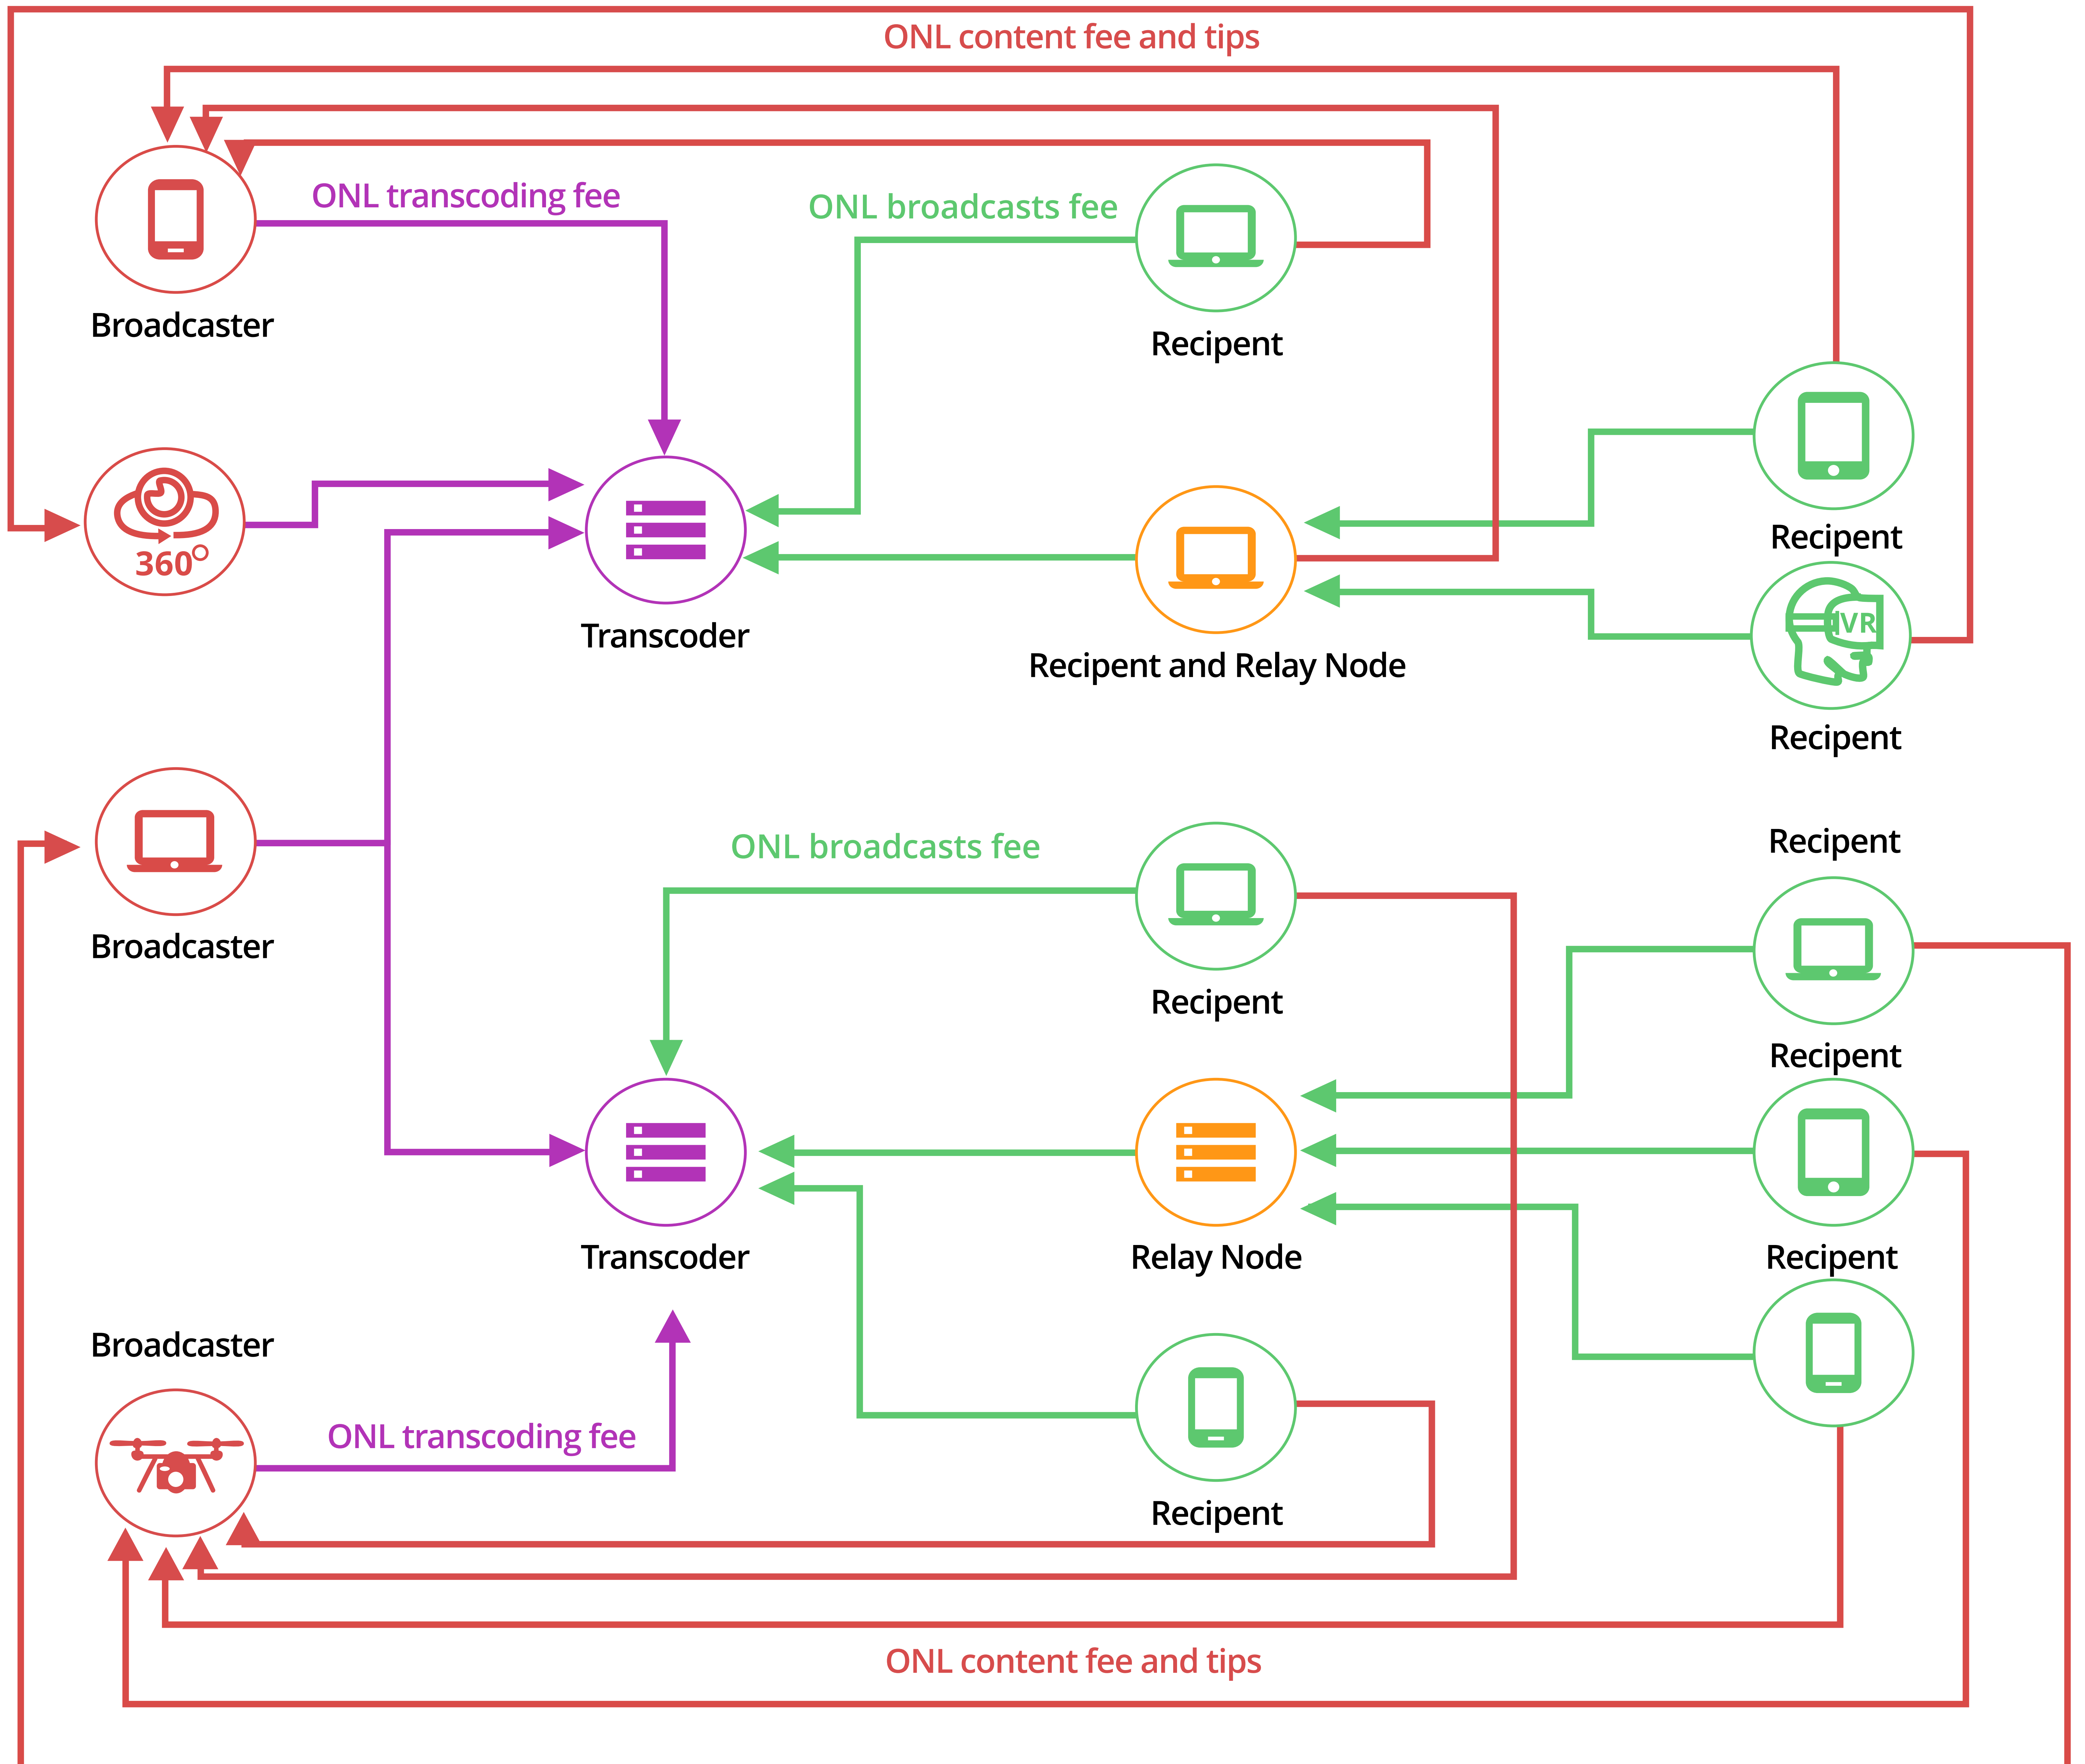 ONL content fee and tips
ONL transcoding fee
ONL broadcasts fee
Broadcaster
Recipent
360°
Recipent
Transcoder
Recipent and Relay Node
VR
Recipent
ONL broadcasts fee
Recipent
Broadcaster
Recipent
Recipent
Transcoder
Relay Node
Recipent
Broadcaster
ONL transcoding fee
Recipent
ONL content fee and tips